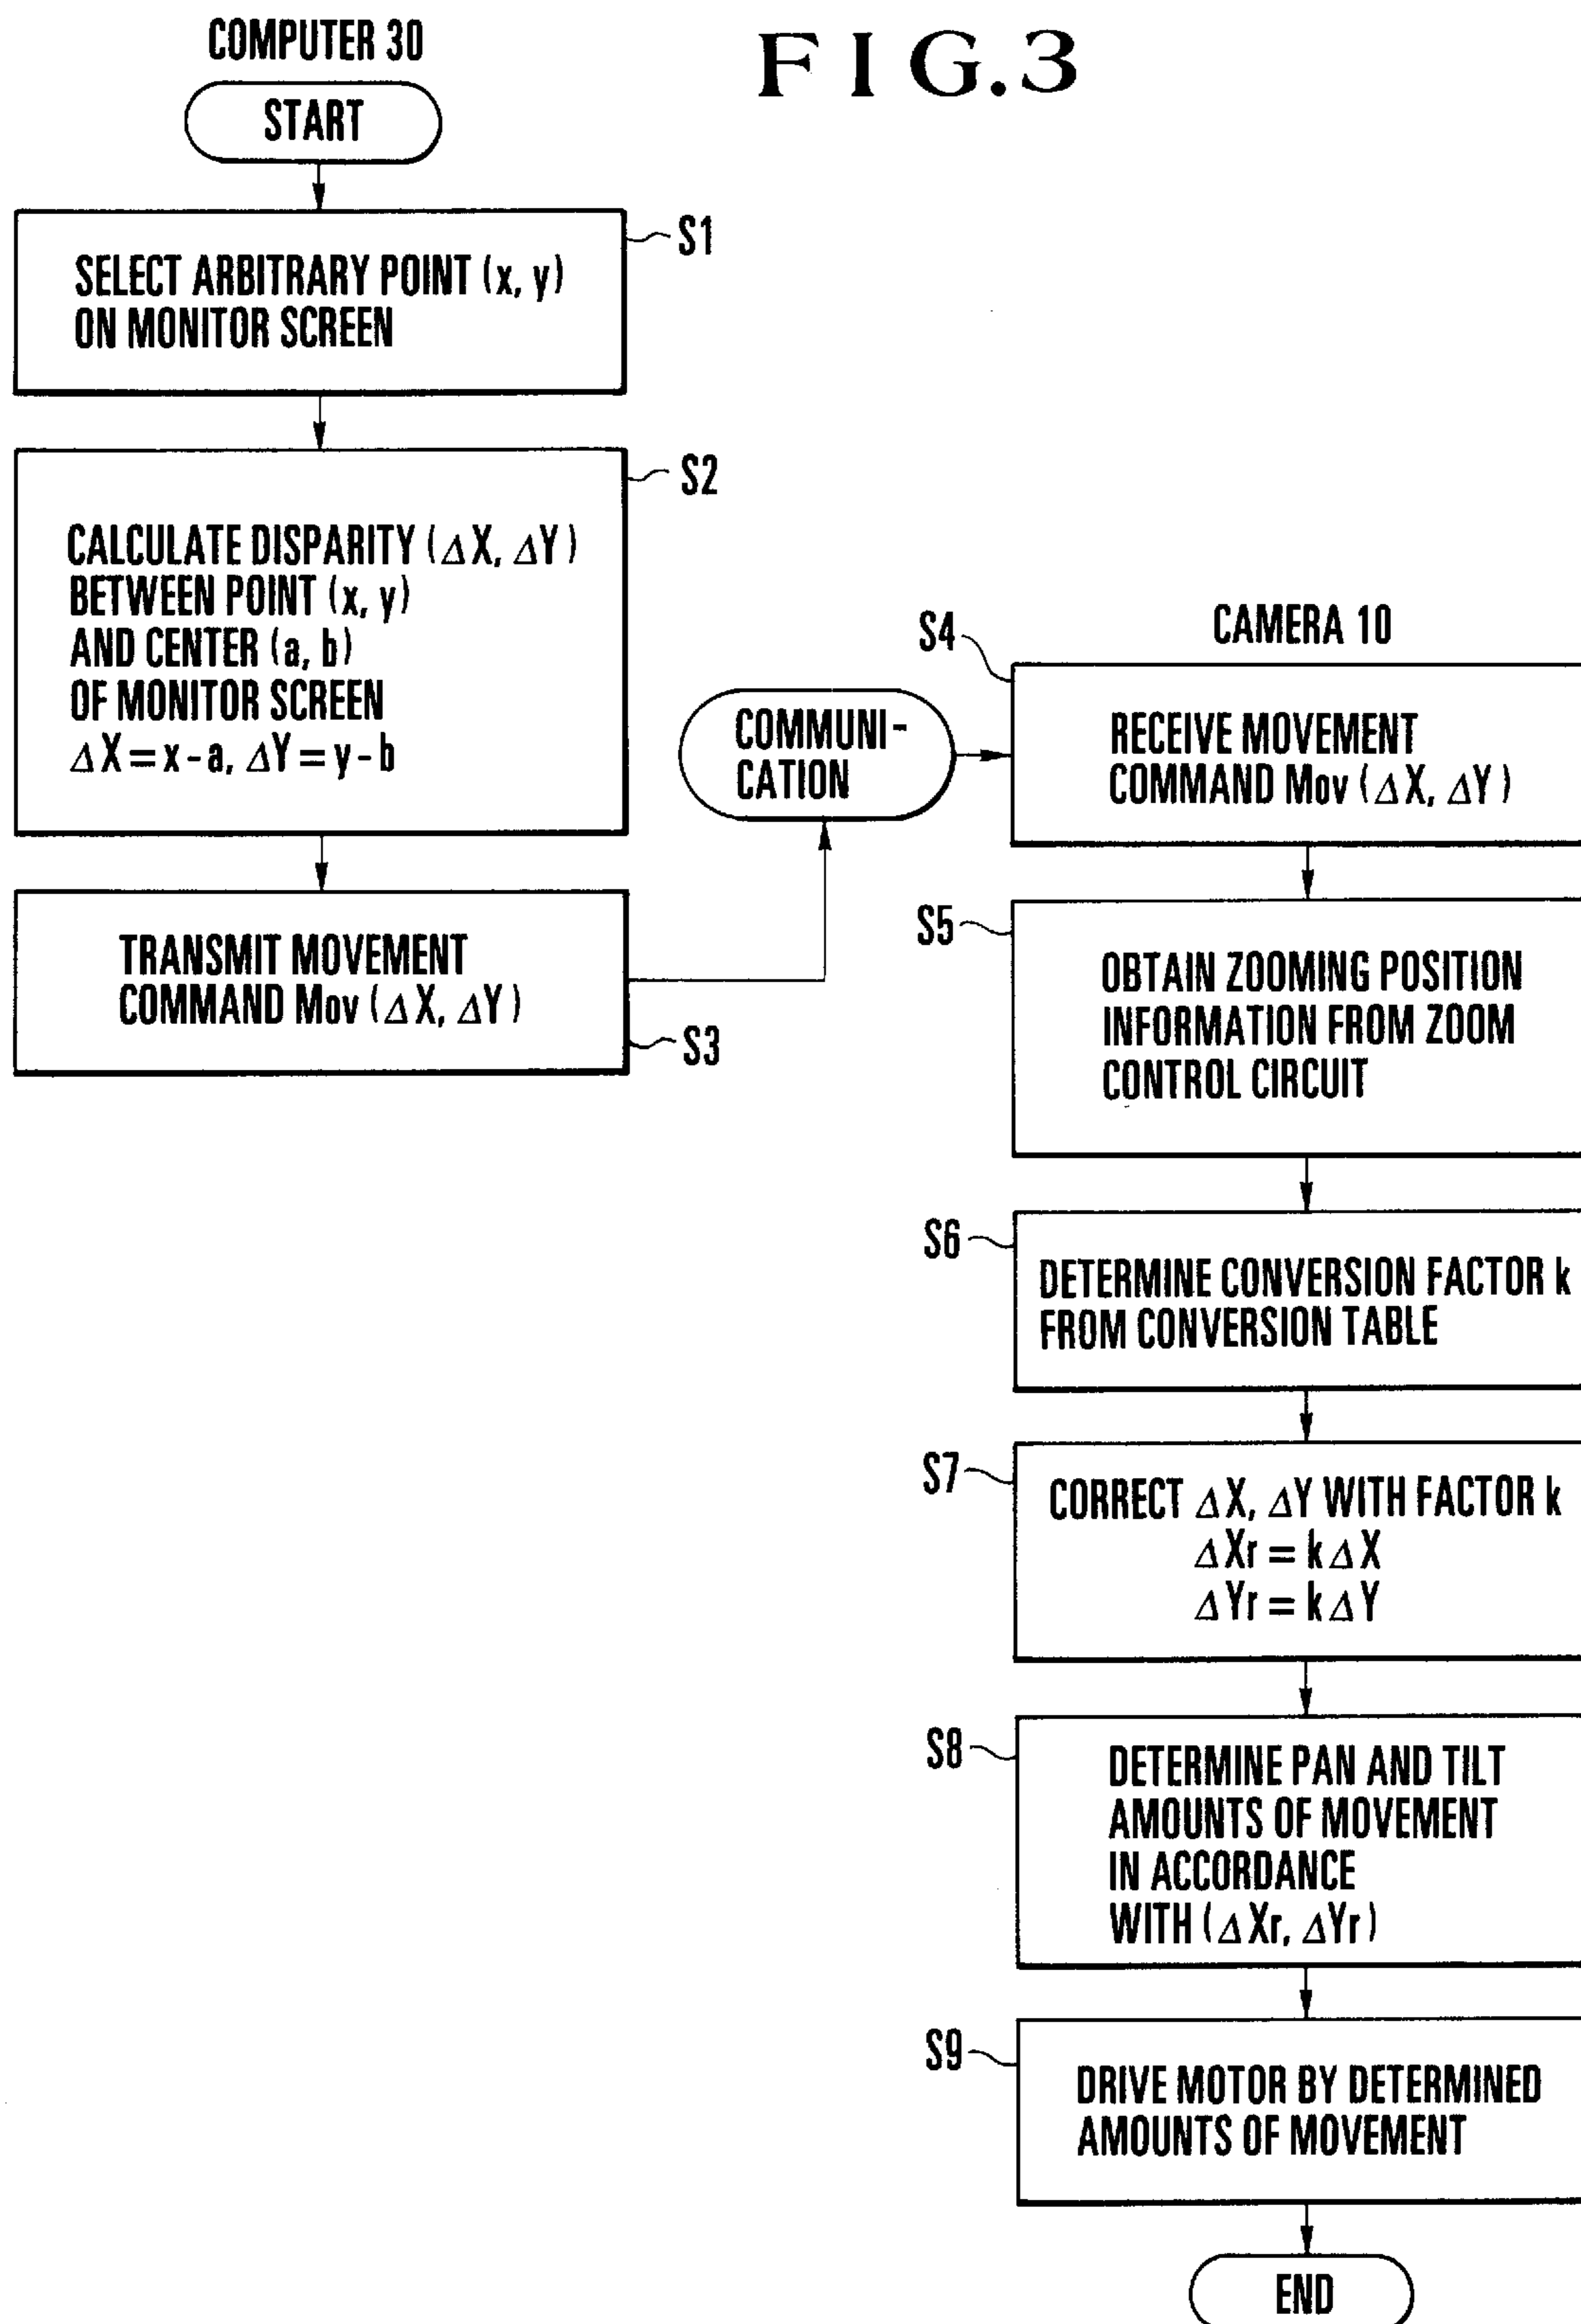 COMPUTER 30
F I G.3
START
S1
SELECT ARBITRARY POINT (x, y)
ON MONITOR SCREEN
S2
CALCULATE DISPARITY (ΔX, ΔY)
BETWEEN POINT (x, y)
AND CENTER (a, b)
OF MONITOR SCREEN
ΔX=x-a, ΔY=y-b
TRANSMIT MOVEMENT
COMMAND Mov (ΔX, ΔY)
S3
COMMUNI-
CATION
CAMERA 10
S4
RECEIVE MOVEMENT
COMMAND Mov (ΔX, ΔY)
S5
OBTAIN ZOOMING POSITION
INFORMATION FROM ZOOM
CONTROL CIRCUIT
S6
DETERMINE CONVERSION FACTOR k
FROM CONVERSION TABLE
S7
CORRECT ΔX, ΔY WITH FACTOR k
ΔXr = kΔX
ΔYr = kΔY
S8
DETERMINE PAN AND TILT
AMOUNTS OF MOVEMENT
IN ACCORDANCE
WITH (ΔXr, ΔYr)
S9
DRIVE MOTOR BY DETERMINED
AMOUNTS OF MOVEMENT
END